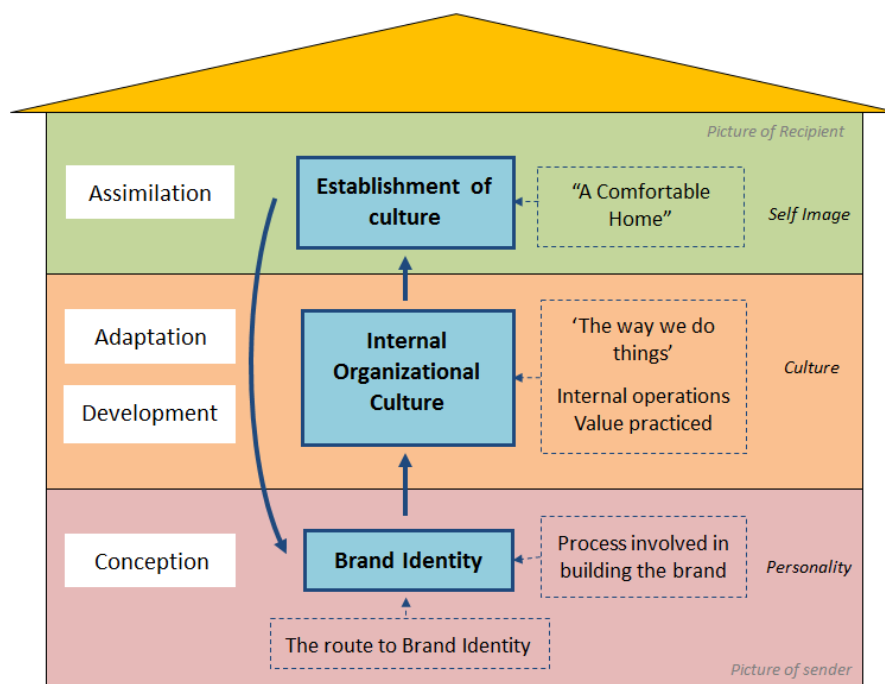 Picture of Recipient
Assimilation
Establishment of
culture
“A Comfortable
Home”
Self Image
Adaptation
Development
Internal
Organizational
Culture
‘The way we do
things’
Internal operations
Value practiced
Culture
Conception
Brand Identity
Process involved in
building the brand
Personality
The route to Brand Identity
Picture of sender